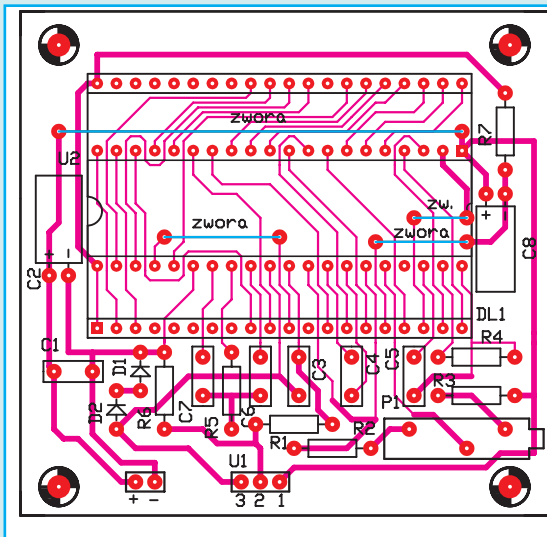 zwora
U2
R7
zw.
+ -
zwora
+ -
C2
C8
DL1
C1
D1
R4
C3
C4
C5
D2
R6
C7
R5
C6
R3
P1
R1
R2
U1
+ -
3 2 1